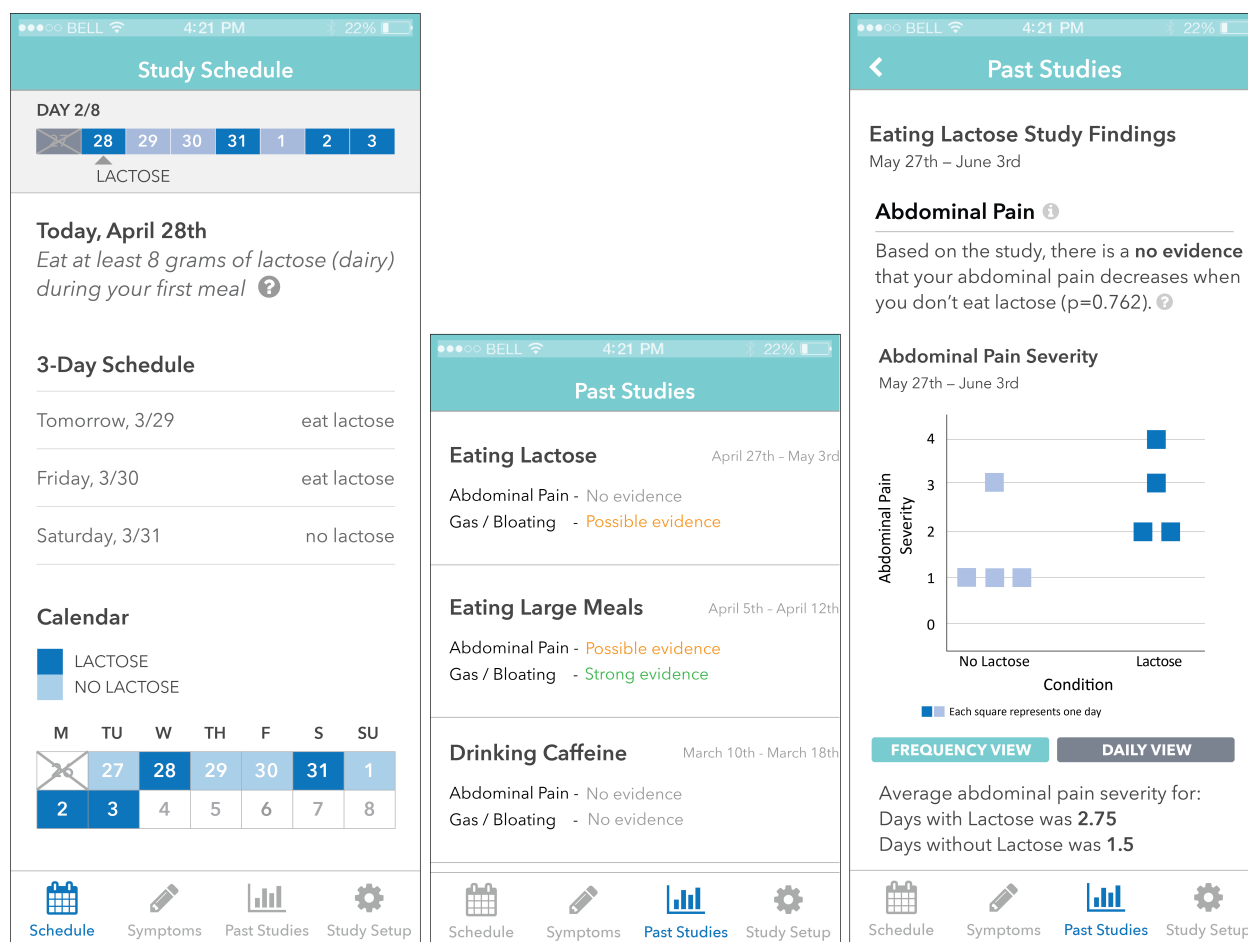 BELL 4:21 PM 22%
Study Schedule
DAY 2/8
27 28 29 30 31 1 2 3
LACTOSE
Today, April 28th
Eat at least 8 grams of lactose (dairy)
during your first meal ?
3-Day Schedule
Tomorrow, 3/29 eat lactose
Friday, 3/30 eat lactose
Saturday, 3/31 no lactose
Calendar
LACTOSE
NO LACTOSE
M TU W TH F S SU
26 27 28 29 30 31 1
2 3 4 5 6 7 8
Schedule Symptoms Past Studies Study Setup
BELL 4:21 PM 22%
Past Studies
Eating Lactose April 27th – May 3rd
Abdominal Pain - No evidence
Gas / Bloating - Possible evidence
Eating Large Meals April 5th – April 12th
Abdominal Pain - Possible evidence
Gas / Bloating - Strong evidence
Drinking Caffeine March 10th - March 18th
Abdominal Pain - No evidence
Gas / Bloating - No evidence
Schedule Symptoms Past Studies Study Setup
BELL 4:21 PM 22%
Past Studies
Eating Lactose Study Findings
May 27th – June 3rd
Abdominal Pain i
Based on the study, there is a no evidence
that your abdominal pain decreases when
you don't eat lactose (p=0.762). ?
Abdominal Pain Severity
May 27th – June 3rd
Abdominal Pain
Severity
4
3
2
1
0
No Lactose Lactose
Condition
Each square represents one day
FREQUENCY VIEW DAILY VIEW
Average abdominal pain severity for:
Days with Lactose was 2.75
Days without Lactose was 1.5
Schedule Symptoms Past Studies Study Setup